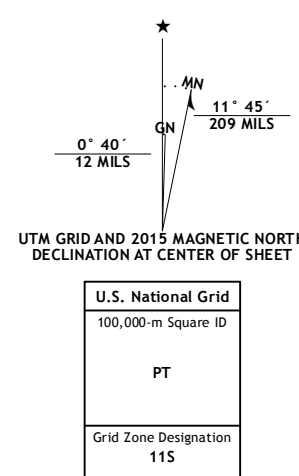 ★
MN
GN
0° 40´
12 MILS
11° 45´
209 MILS
UTM GRID AND 2015 MAGNETIC NORTH
DECLINATION AT CENTER OF SHEET
U.S. National Grid
100,000-m Square ID
PT
Grid Zone Designation
11S